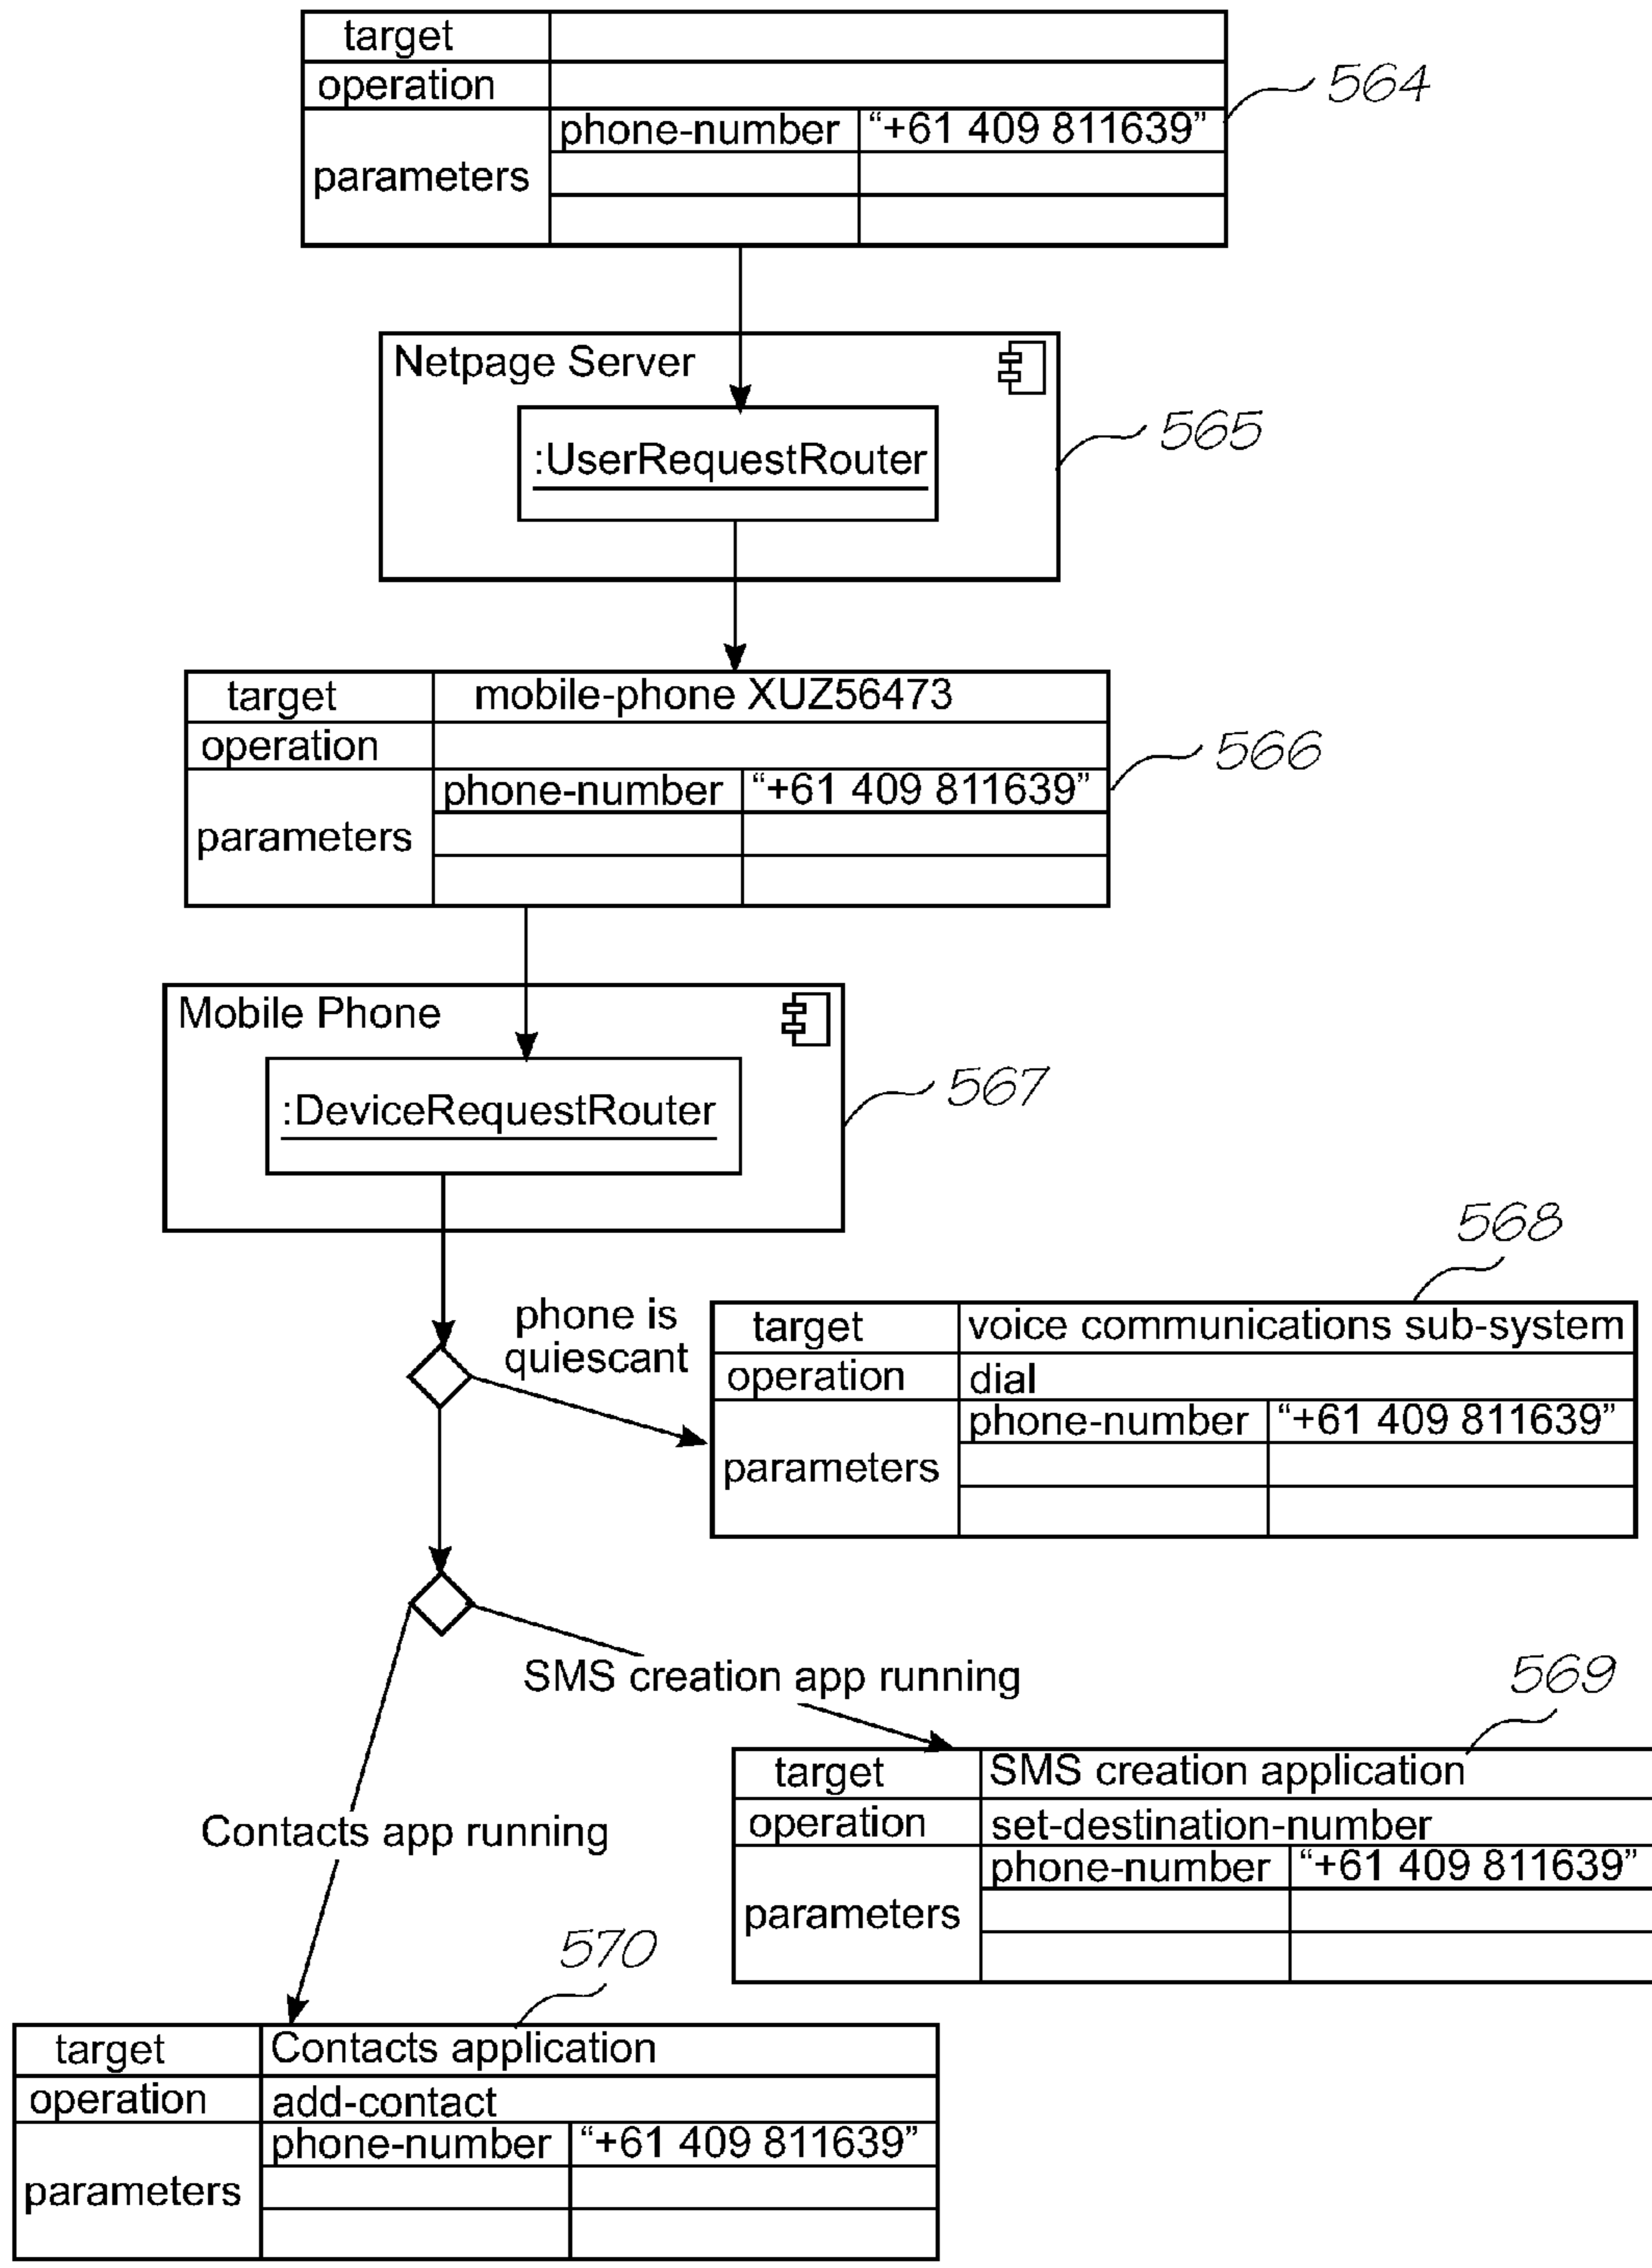 target
operation
564
phone-number "+61 409 811639"
parameters
Netpage Server
565
:UserRequestRouter
target mobile-phone XUZ56473
operation
566
phone-number "+61 409 811639"
parameters
Mobile Phone
567
:DeviceRequestRouter
568
phone is
quiescant
target voice communications sub-system
operation dial
phone-number "+61 409 811639"
parameters
SMS creation app running
569
target SMS creation application
operation set-destination-number
phone-number "+61 409 811639"
parameters
Contacts app running
570
target Contacts application
operation add-contact
phone-number "+61 409 811639"
parameters